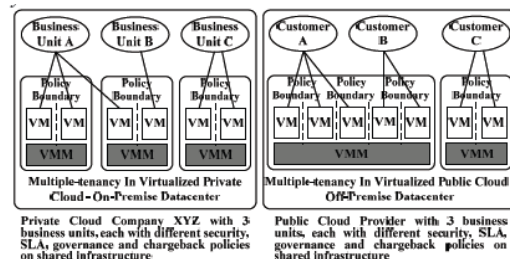 Business
Unit A
Business
Unit B
Business
Unit C
Policy
Boundary
Policy
Boundary
Policy
Boundary
VM
VM
VM
VM
VM
VM
VMM
VMM
VMM
Multiple-tenancy In Virtualized Private
Cloud-On-Premise Datacenter
Private Cloud Company XYZ with 3
business units, each with different security,
SLA, governance and chargeback policies
on shared infrastructure
Customer
A
Customer
B
Customer
C
Policy
Boundary
Policy
Boundary
Policy
Boundary
VM
VM
VM
VM
VM
VM
VM
VMM
VMM
Multiple-tenancy In Virtualized Public Cloud
Off-Premise Datacenter
Public Cloud Provider with 3 business
units, each with different security, SLA,
governance and chargeback policies on
shared infrastructure